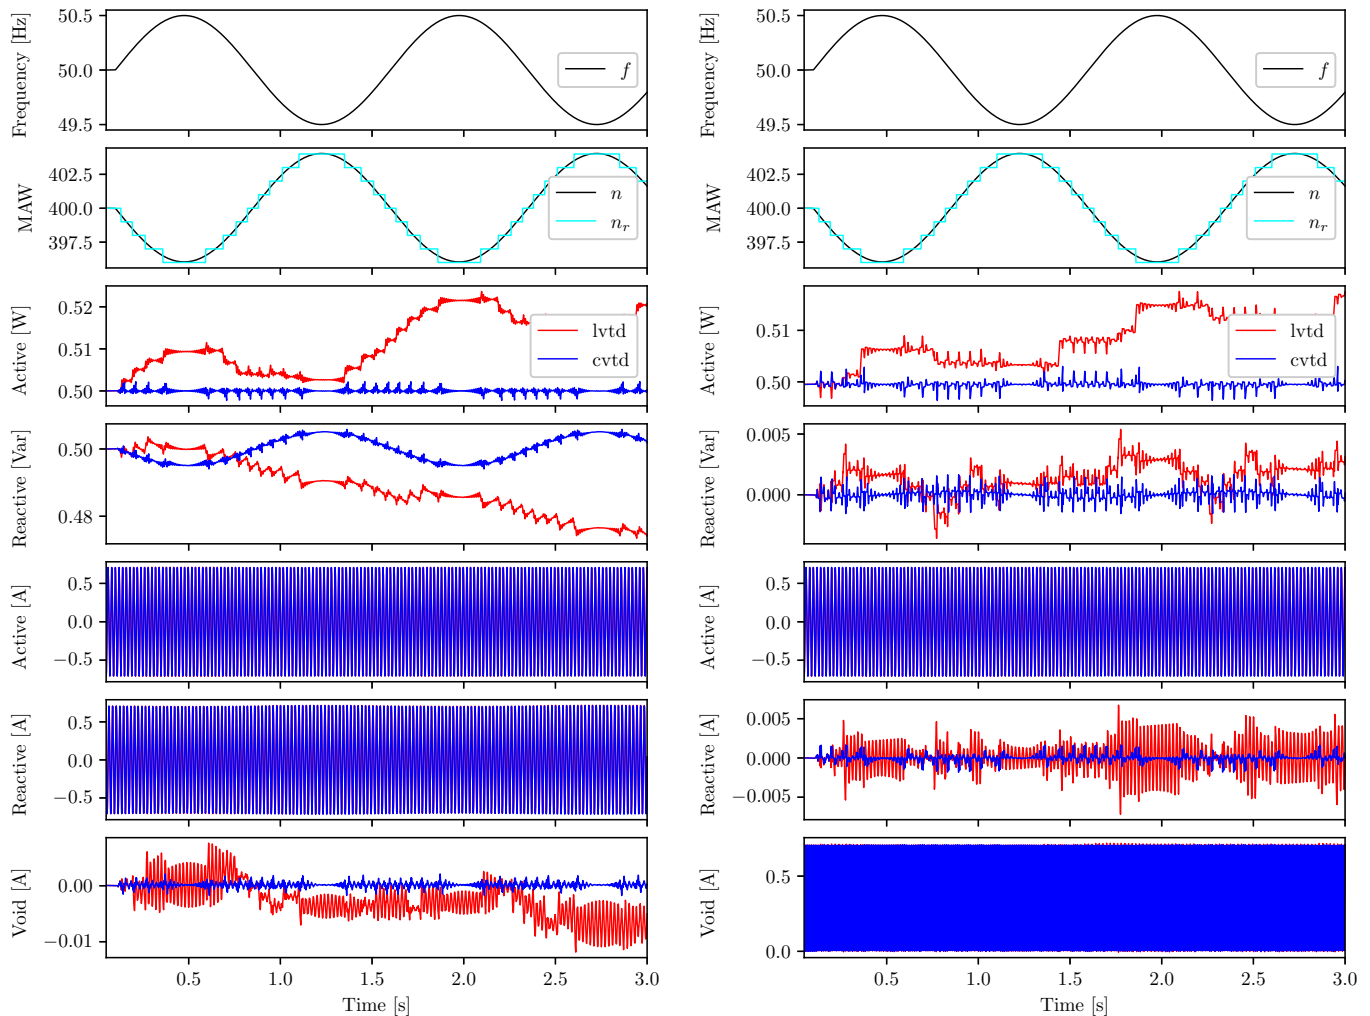 50.5
50.0
49.5
Frequency [Hz]
f
402.5
400.0
397.5
MAW
n
n_r
0.52
0.51
0.50
Active [W]
lvtd
cvtd
0.50
0.48
Reactive [Var]
0.5
0.0
−0.5
Active [A]
0.5
0.0
−0.5
Reactive [A]
0.00
−0.01
Void [A]
0.5
1.0
1.5
2.0
2.5
3.0
Time [s]
50.5
50.0
49.5
Frequency [Hz]
f
402.5
400.0
397.5
MAW
n
n_r
0.51
0.50
Active [W]
lvtd
cvtd
0.005
0.000
Reactive [Var]
0.5
0.0
−0.5
Active [A]
0.005
0.000
−0.005
Reactive [A]
0.5
0.0
Void [A]
0.5
1.0
1.5
2.0
2.5
3.0
Time [s]